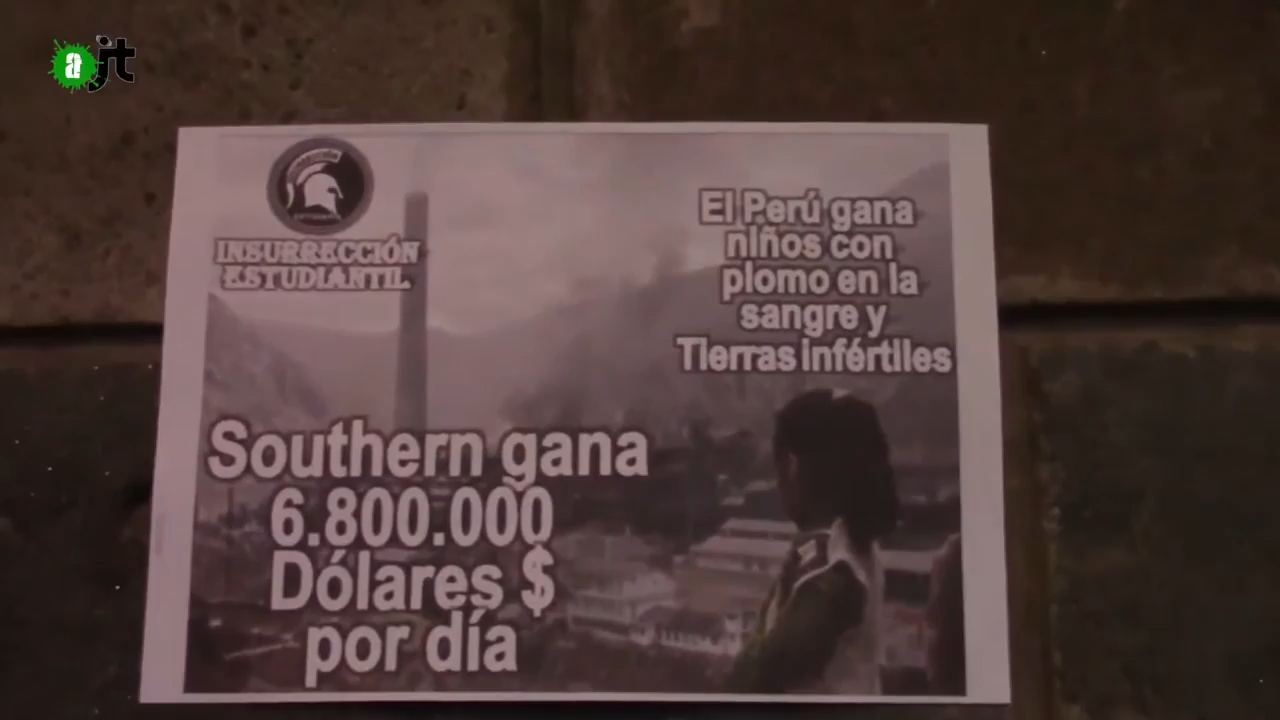 a jt
INSURRECCIÓN
ESTUDIANTIL
El Perú gana
niños con
plomo en la
sangre y
Tierras infértiles
Southern gana
6.800.000
Dólares $
por día